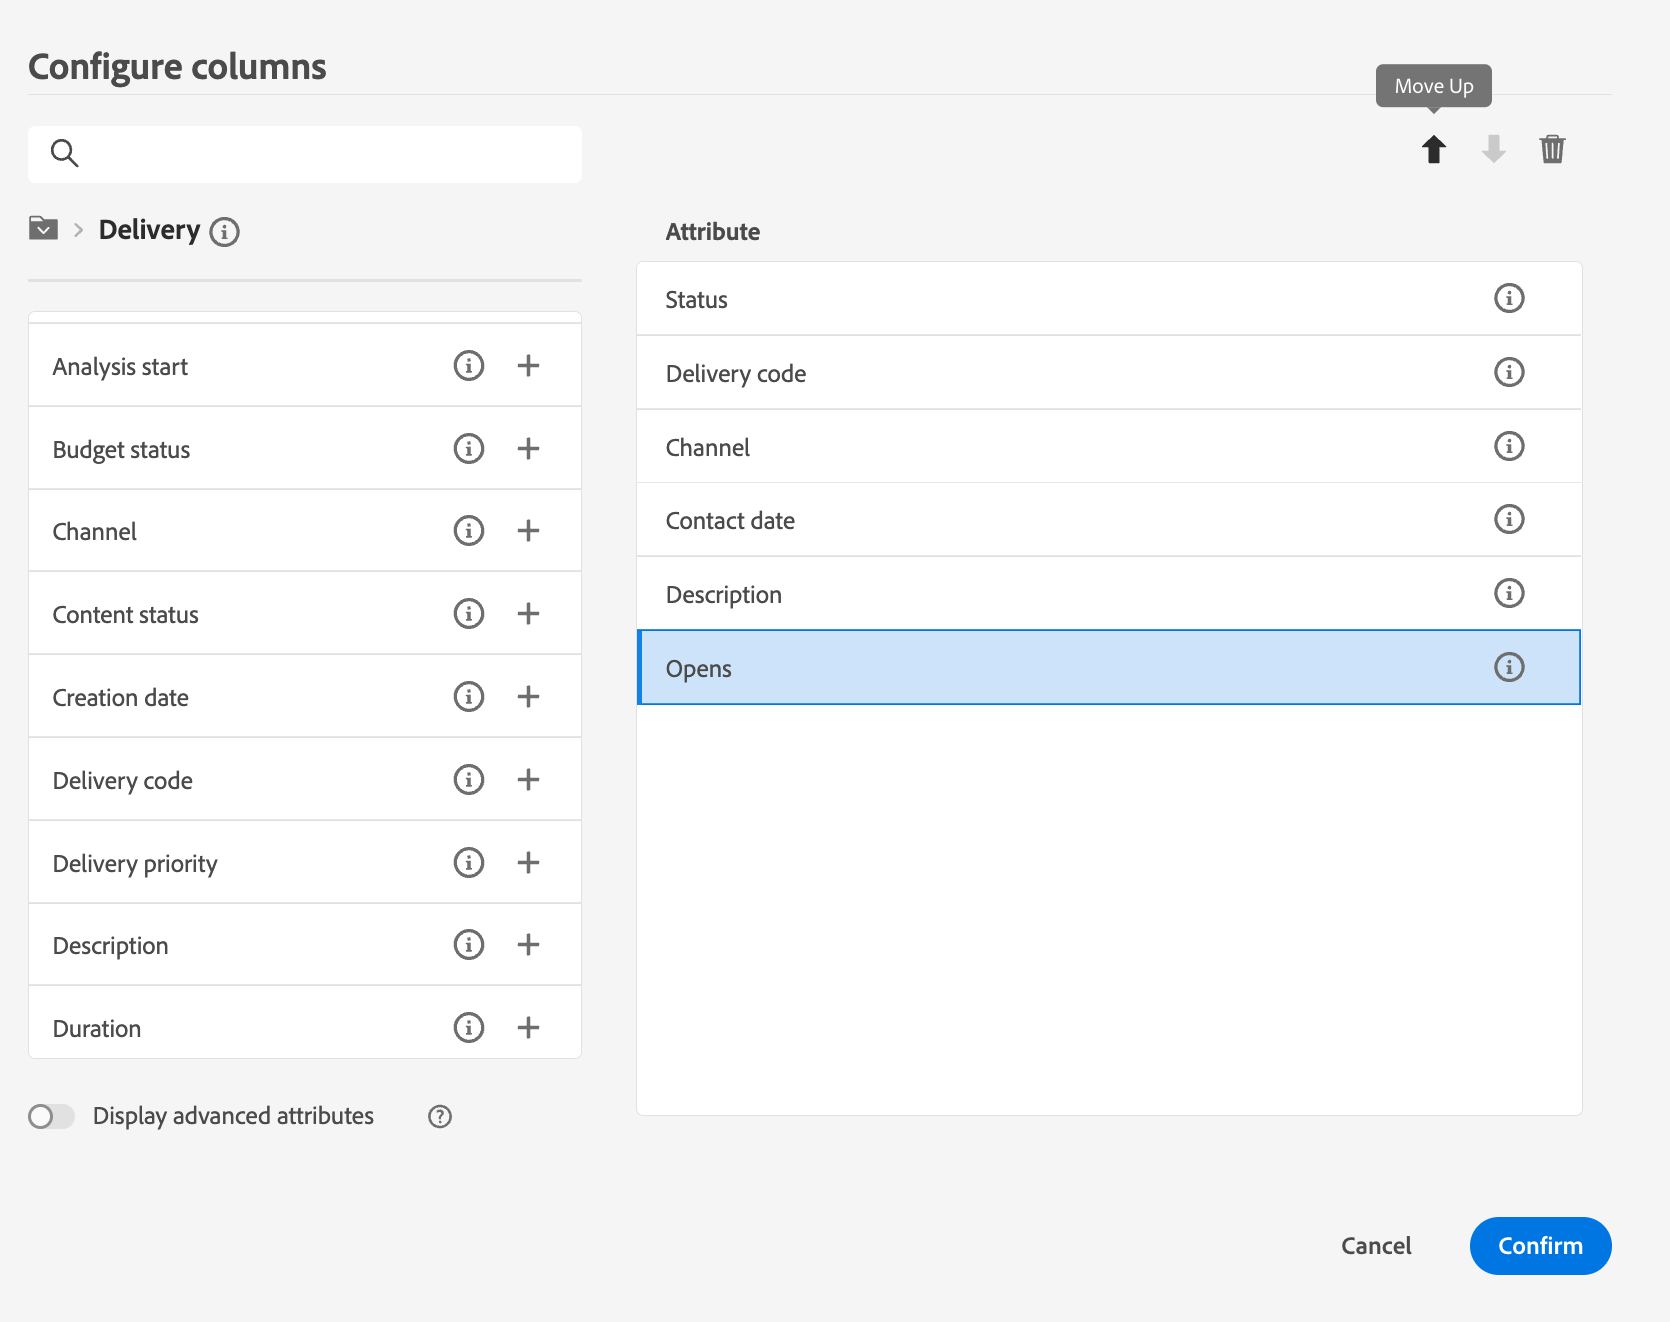 Configure columns
Move Up
Delivery
Analysis start
Budget status
Channel
Content status
Creation date
Delivery code
Delivery priority
Description
Duration
Display advanced attributes
Attribute
Status
Delivery code
Channel
Contact date
Description
Opens
Cancel
Confirm